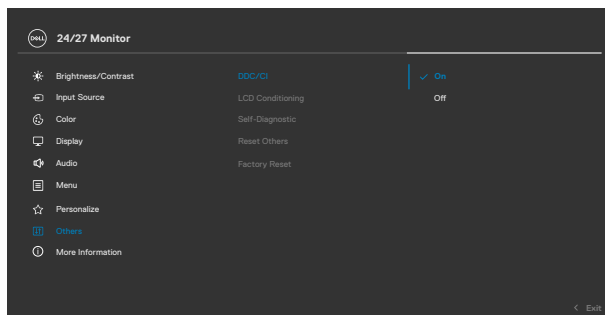 DELL 24/27 Monitor
Brightness/Contrast DDC/CI On
Input Source LCD Conditioning Off
Color Self-Diagnostic
Display Reset Others
Audio Factory Reset
Menu
Personalize
Others
More Information
< Exit